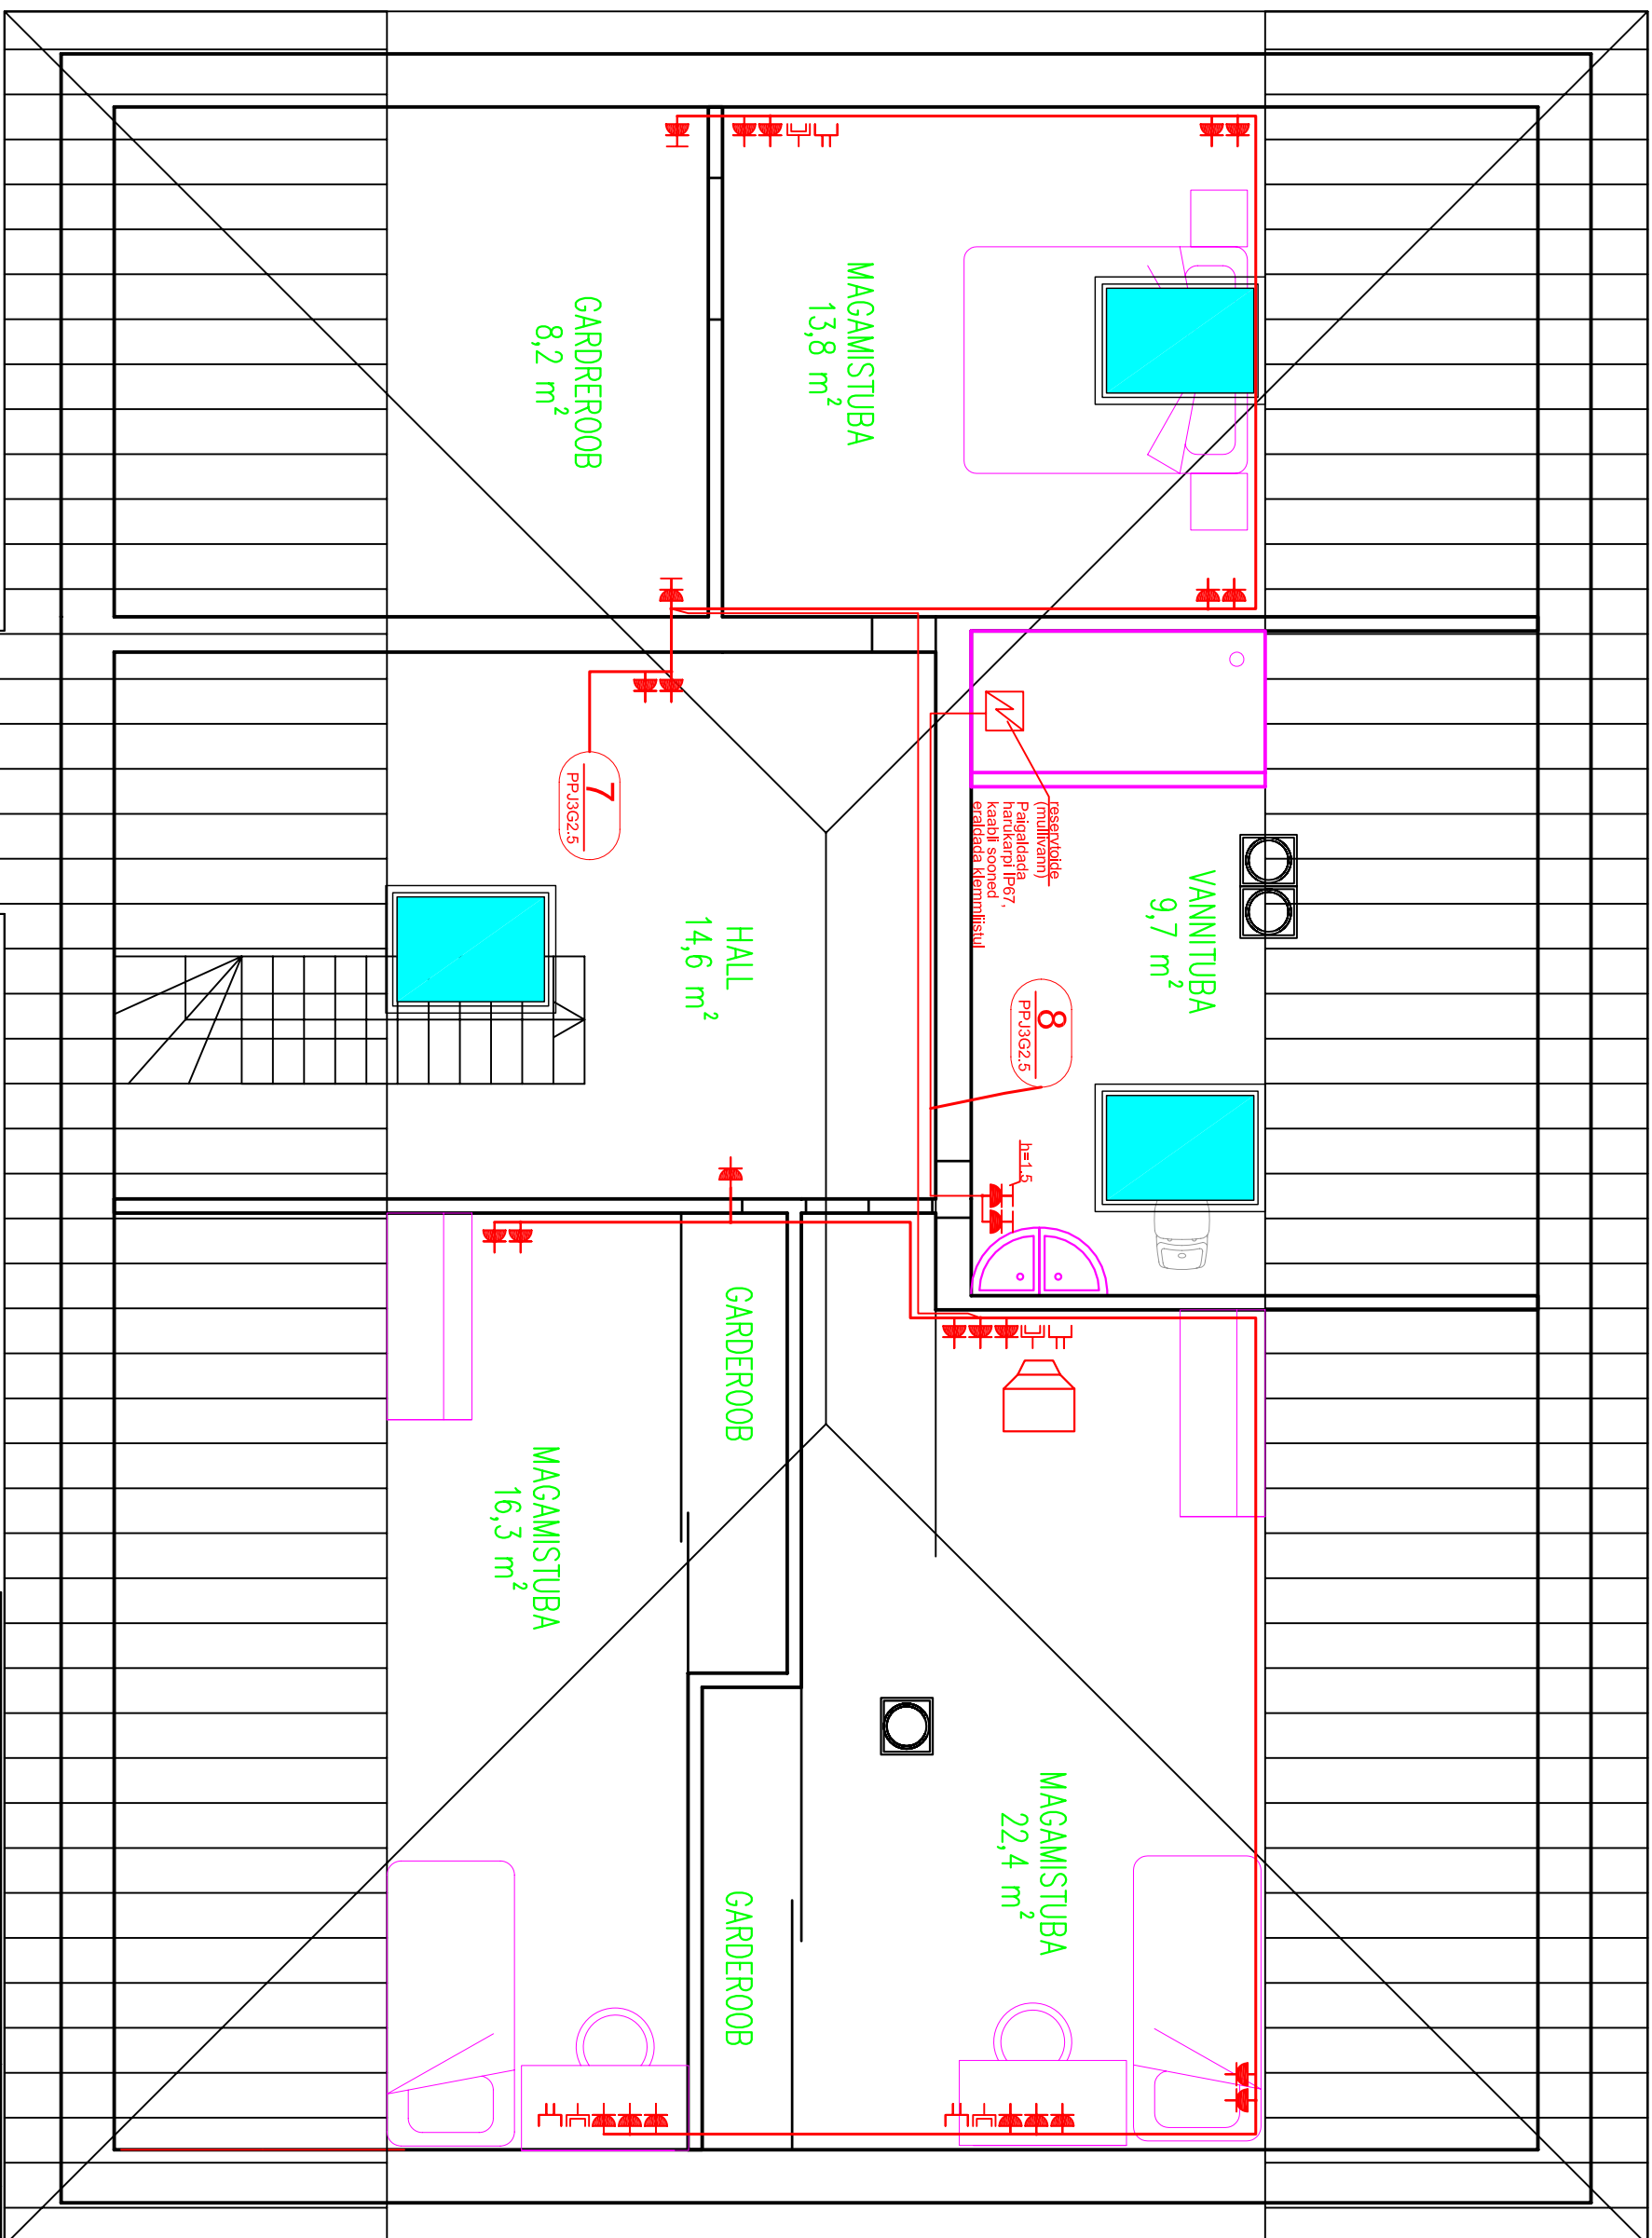 MAGAMISTUBA
13,8 m²
GARDREROOB
8,2 m²
VANNITUBA
9,7 m²
reservtoide
(mullivann)
Paigaldada
harukarpi IP67,
kaabli sooned
eraldada klemmliistul
8
PPJ3G2.5
h=1.5
HALL
14,6 m²
7
PPJ3G2.5
MAGAMISTUBA
22,4 m²
GARDEROOB
GARDEROOB
MAGAMISTUBA
16,3 m²